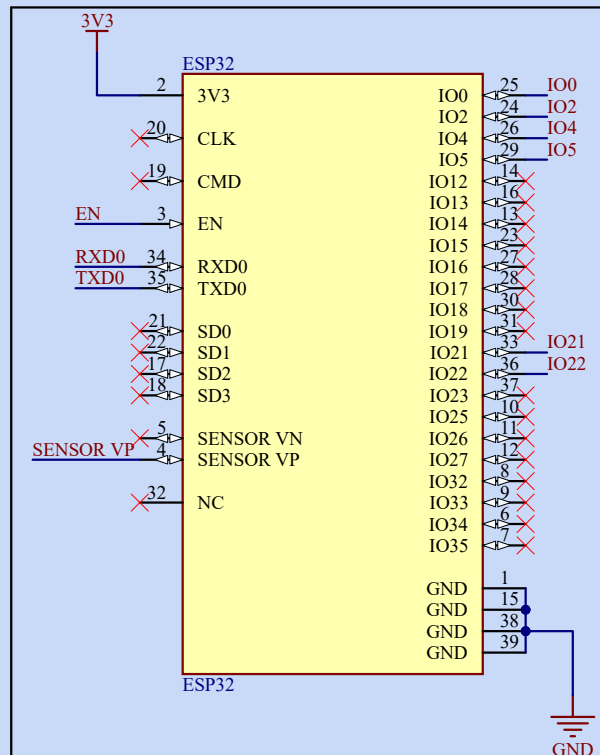 3V3
ESP32
2 3V3
20 CLK
19 CMD
EN 3 EN
RXD0 34 RXD0
TXD0 35 TXD0
21 SD0
22 SD1
17 SD2
18 SD3
5 SENSOR VN
SENSOR VP 4 SENSOR VP
32 NC
IO0 25 IO0
IO2 24 IO2
IO4 26 IO4
IO5 29 IO5
IO12 14
IO13 16
IO14 13
IO15 23
IO16 27
IO17 28
IO18 30
IO19 31
IO21 33 IO21
IO22 36 IO22
IO23 37
IO25 10
IO26 11
IO27 12
IO32 8
IO33 9
IO34 6
IO35 7
GND 1
GND 15
GND 38
GND 39
ESP32
GND